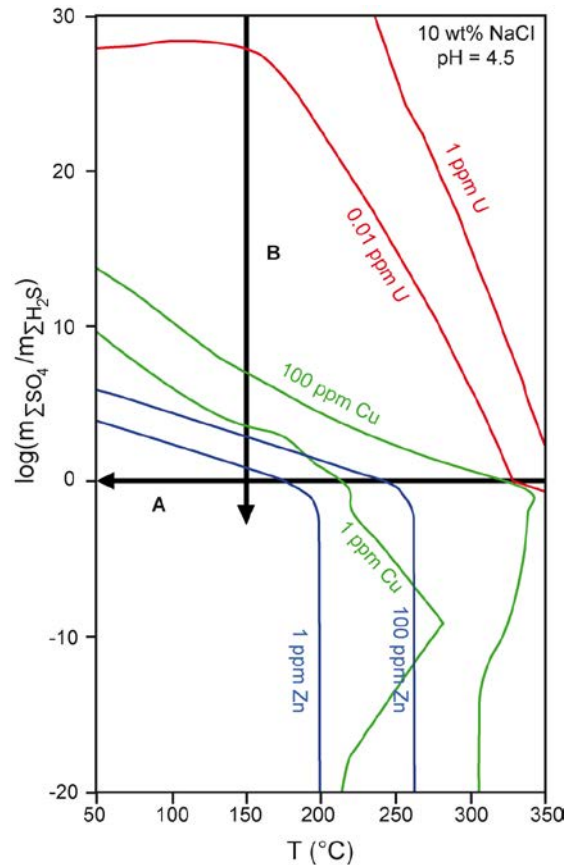 30
10 wt% NaCl
pH = 4.5
1 ppm U
20
0.01 ppm U
B
log(m∑SO4/m∑H2S)
10
100 ppm Cu
0
A
1 ppm Cu
-10
1 ppm Zn
100 ppm Zn
-20
50 100 150 200 250 300 350
T (°C)